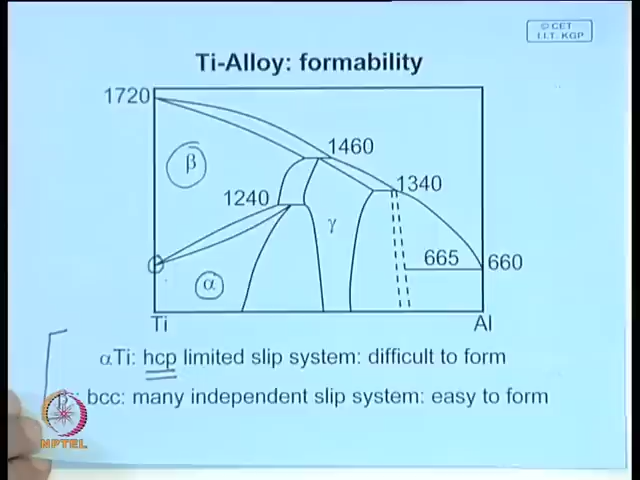 © CET
I.I.T. KGP
Ti-Alloy: formability
1720
1460
1340
1240
β
γ
α
665
660
Ti
Al
αTi: hcp limited slip system: difficult to form
bcc: many independent slip system: easy to form
NPTEL